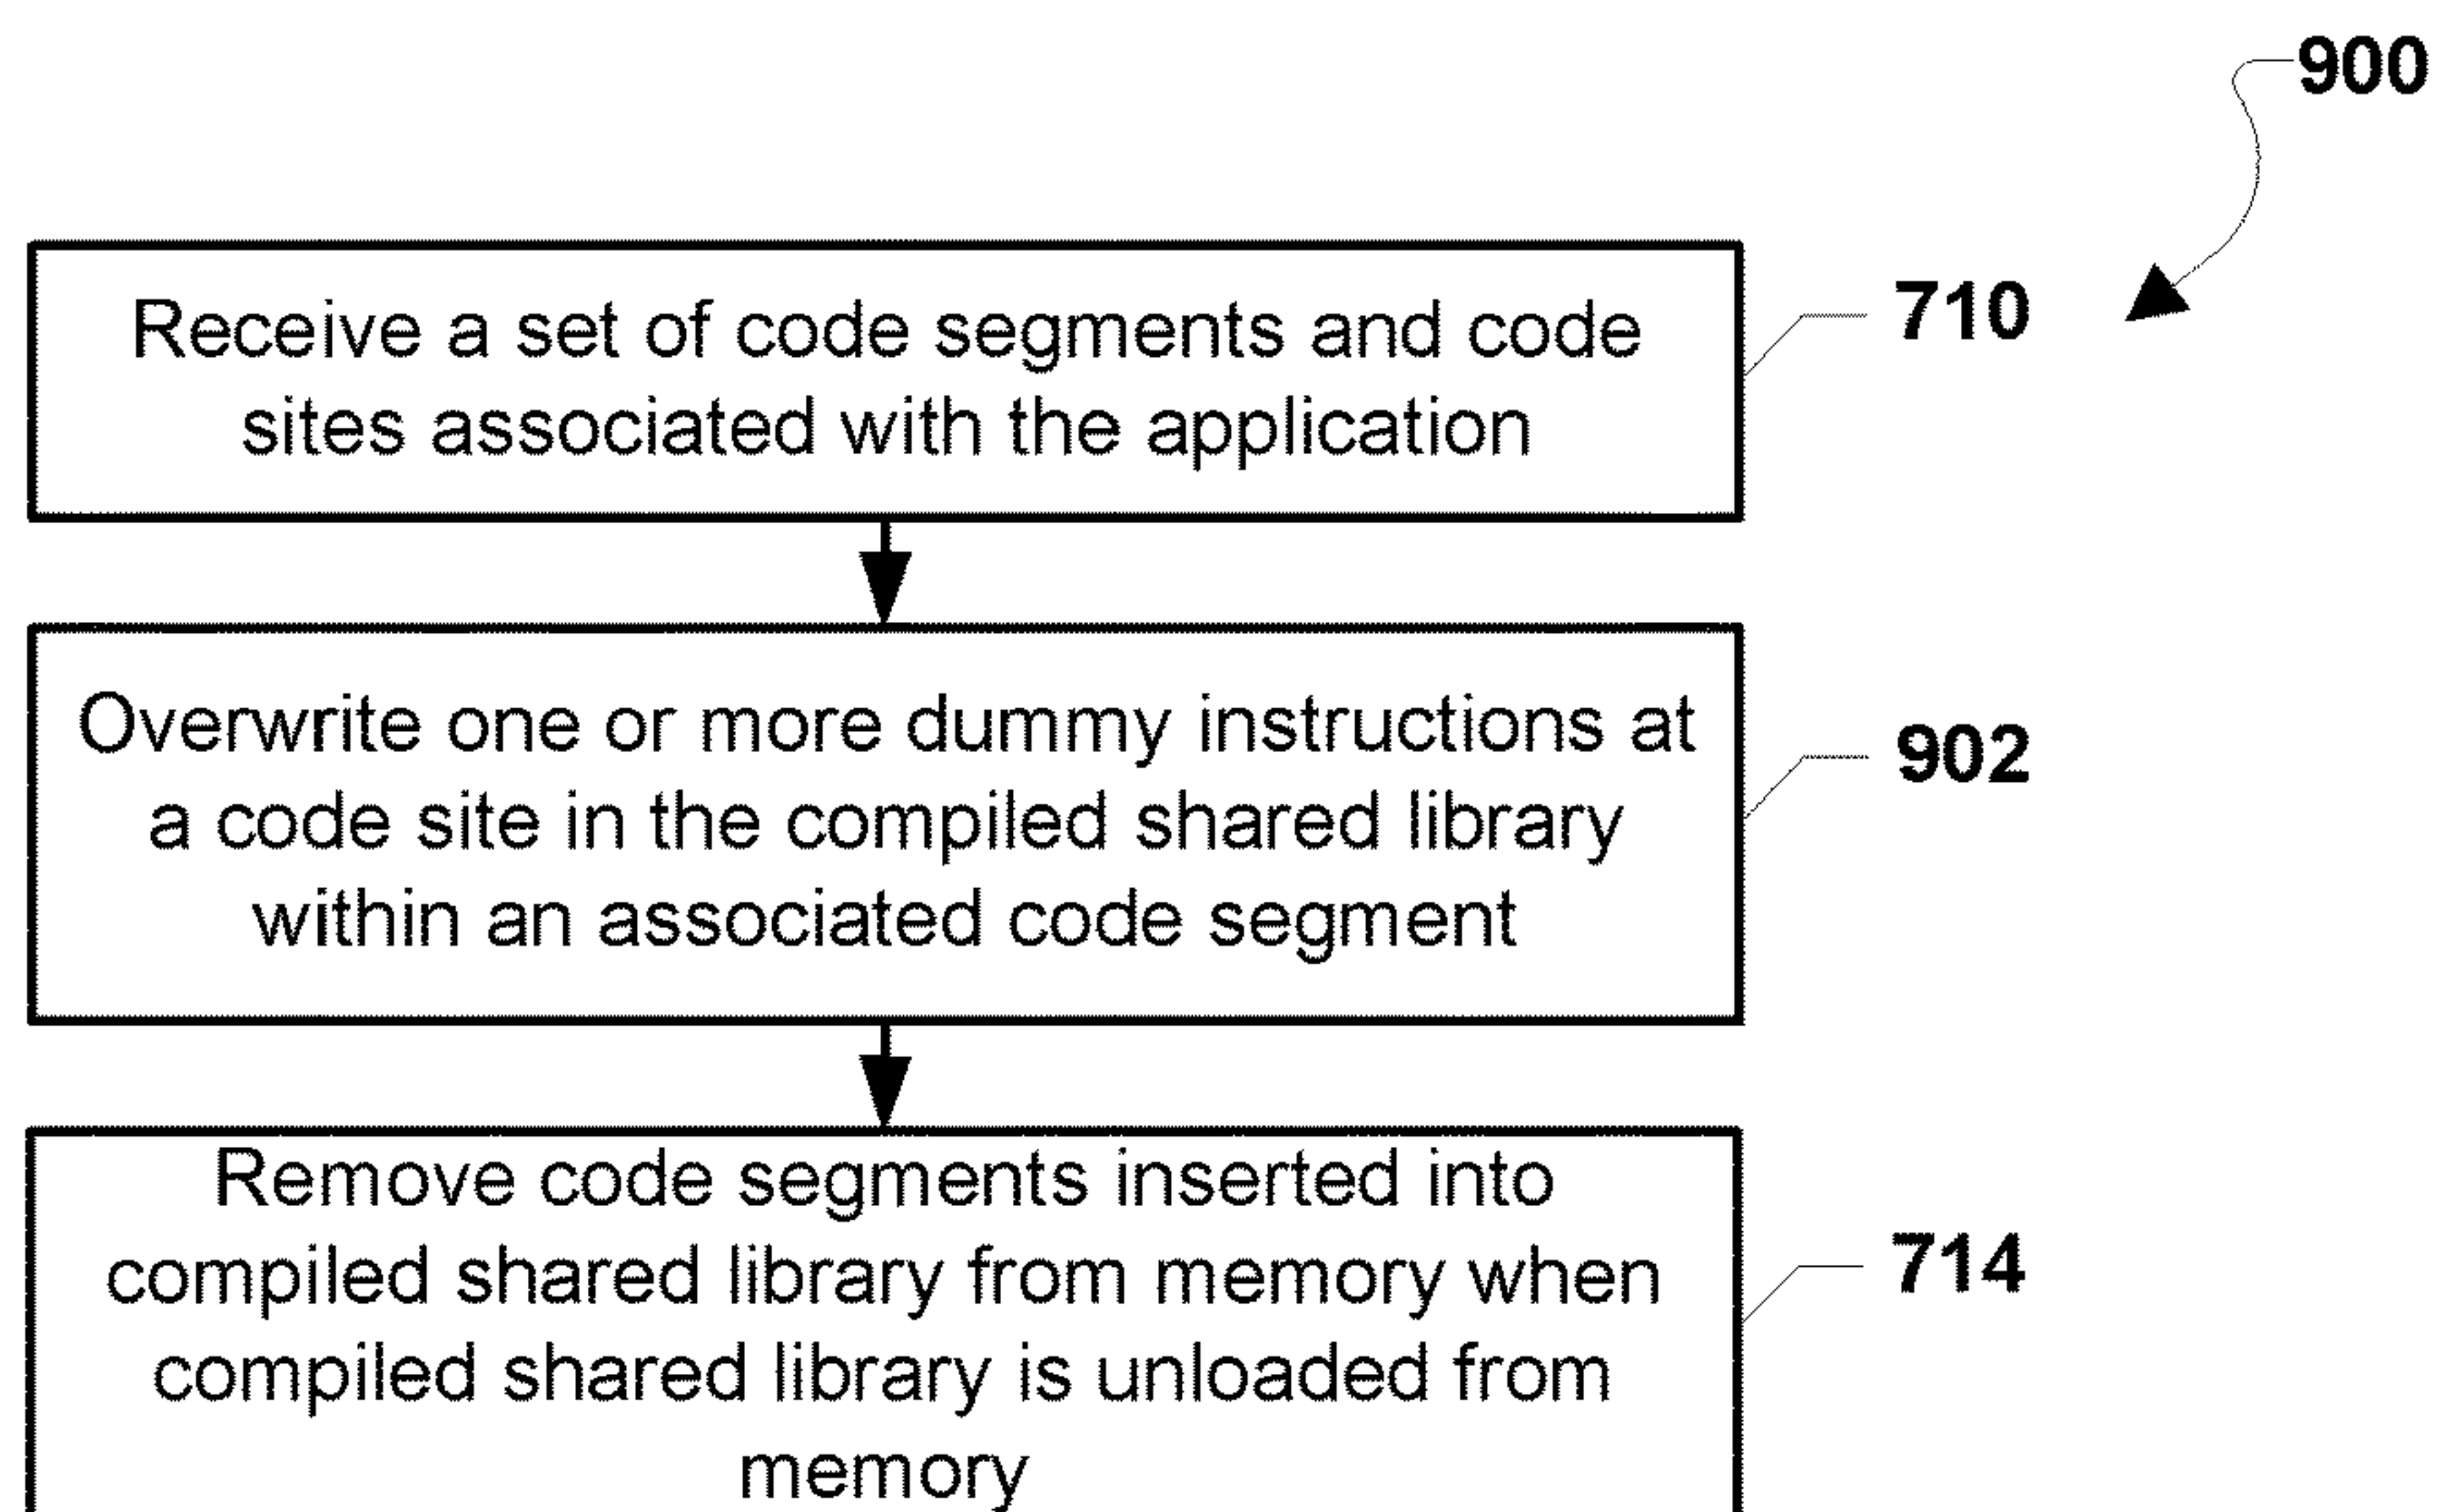 900
Receive a set of code segments and code
sites associated with the application
710
Overwrite one or more dummy instructions at
a code site in the compiled shared library
within an associated code segment
902
Remove code segments inserted into
compiled shared library from memory when
compiled shared library is unloaded from
memory
714